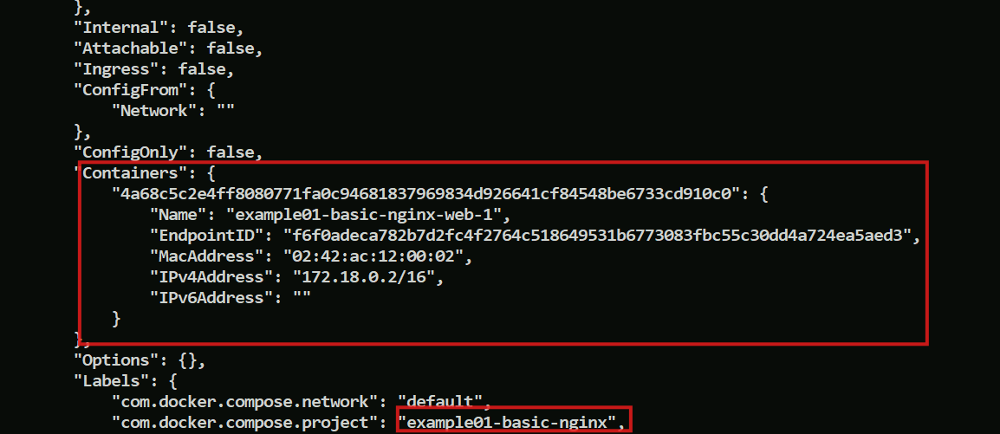 },
"Internal": false,
"Attachable": false,
"Ingress": false,
"ConfigFrom": {
"Network": ""
},
"ConfigOnly": false,
"Containers": {
"4a68c5c2e4ff8080771fa0c94681837969834d926641cf84548be6733cd910c0": {
"Name": "example01-basic-nginx-web-1",
"EndpointID": "f6f0adeca782b7d2fc4f2764c518649531b6773083fbc55c30dd4a724ea5aed3",
"MacAddress": "02:42:ac:12:00:02",
"IPv4Address": "172.18.0.2/16",
"IPv6Address": ""
}
},
"Options": {},
"Labels": {
"com.docker.compose.network": "default",
"com.docker.compose.project": "example01-basic-nginx",